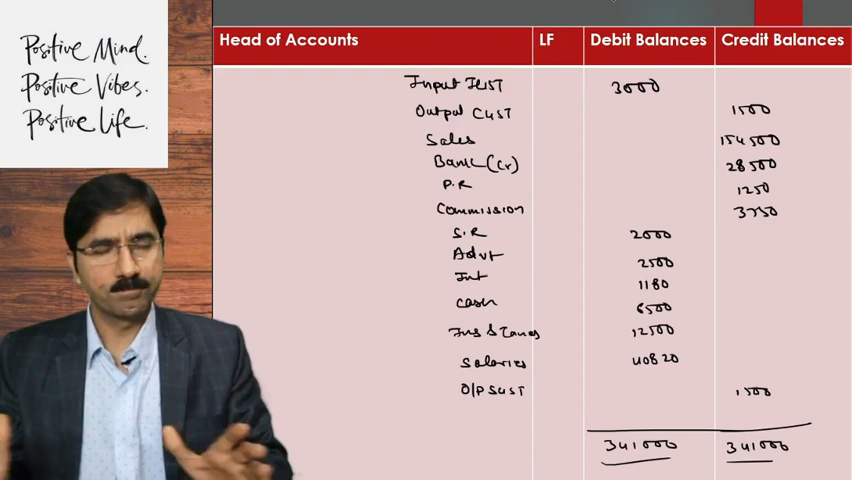 Positive Mind.
Positive Vibes.
Positive Life.
Head of Accounts LF Debit Balances Credit Balances
Input IGST 3000
Output CGST 1500
Sales 154500
Bank (Cr) 28500
P.R 1250
Commission 3750
S.R 2000
Advt 2500
Int 1180
Cash 6500
Ins & Taxes 12500
Salaries 40820
O/P SGST 1500
341000 341000